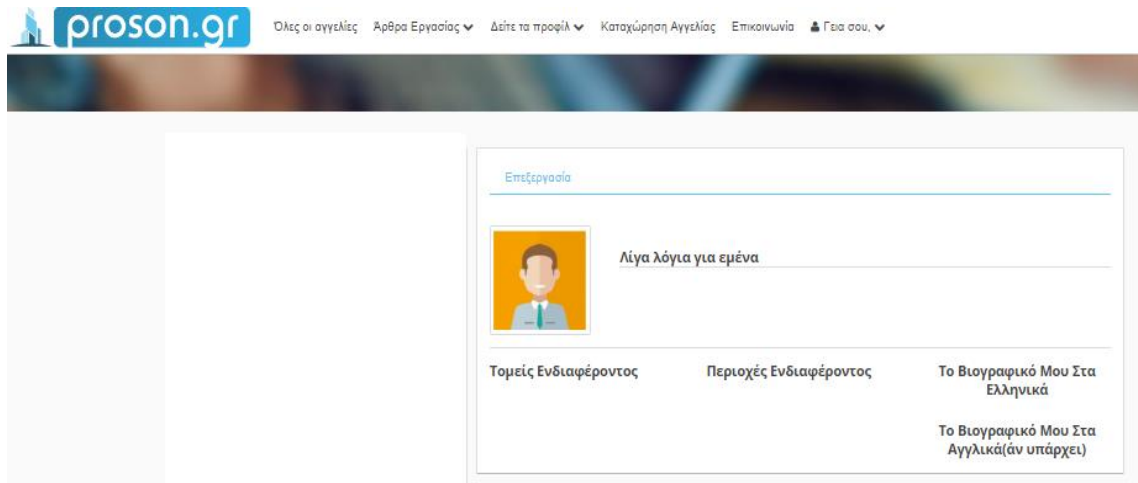 proson.gr
Όλες οι αγγελίες Άρθρα Εργασίας Δείτε τα προφίλ Καταχώρηση Αγγελίας Επικοινωνία Γεια σου,
Επεξεργασία
Λίγα λόγια για εμένα
Τομείς Ενδιαφέροντος
Περιοχές Ενδιαφέροντος
Το Βιογραφικό Μου Στα
Ελληνικά
Το Βιογραφικό Μου Στα
Αγγλικά(άν υπάρχει)